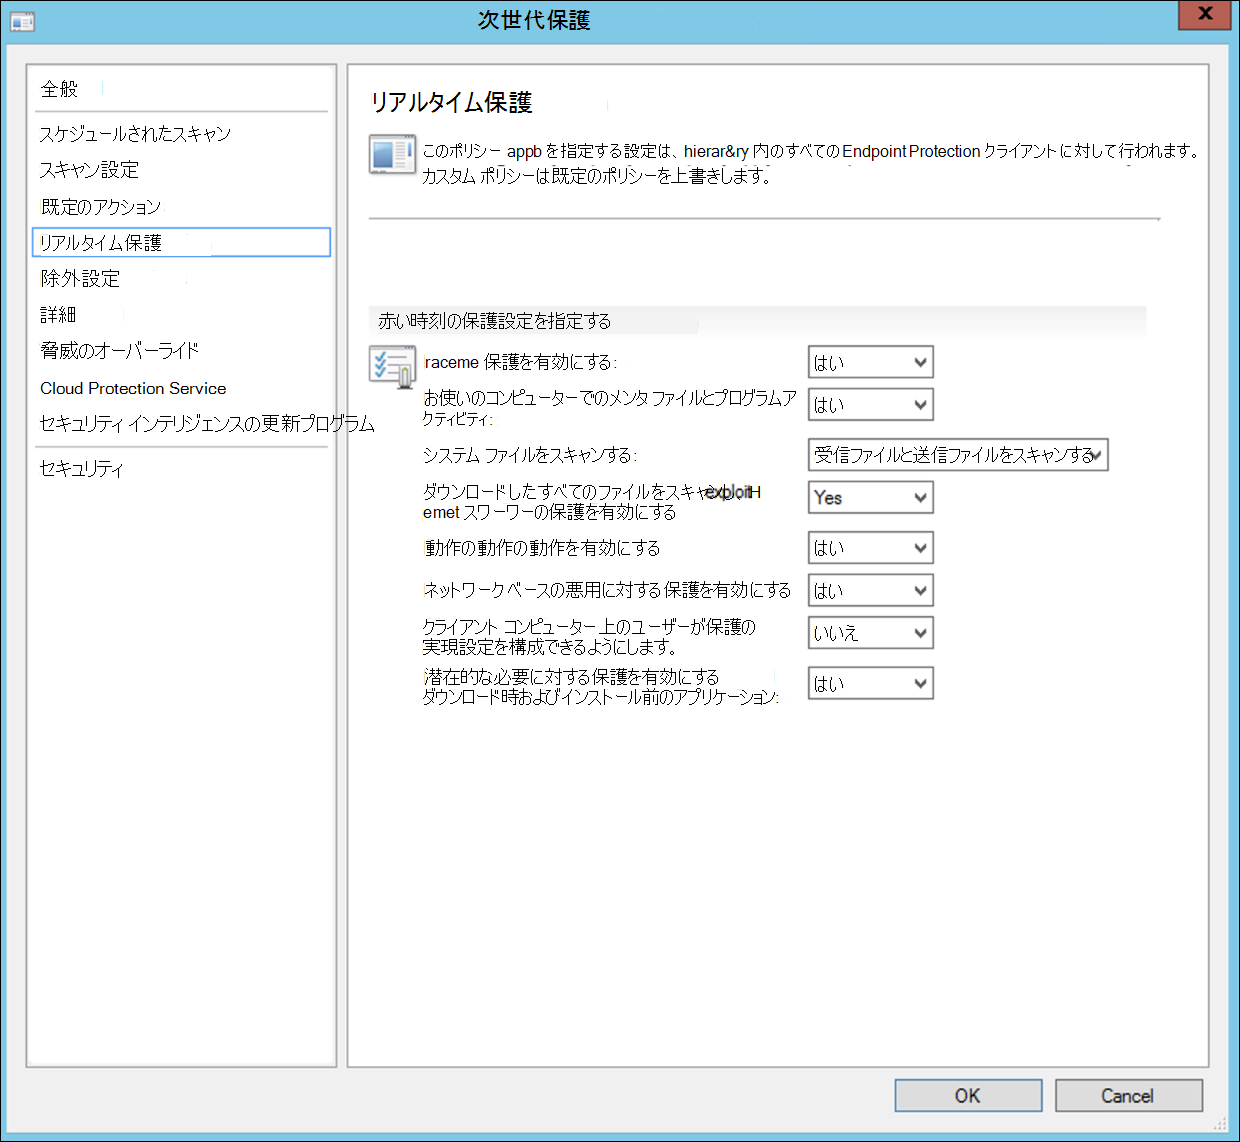 次世代保護
x
全般
スケジュールされたスキャン
スキャン設定
既定のアクション
リアルタイム保護
除外設定
詳細
脅威のオーバーライド
Cloud Protection Service
セキュリティ インテリジェンスの更新プログラム
セキュリティ
リアルタイム保護
このポリシー appb を指定する設定は、hierar&ry 内のすべての Endpoint Protection クライアントに対して行われます。
カスタム ポリシーは既定のポリシーを上書きします。
赤い時刻の保護設定を指定する
raceme 保護を有効にする: はい
お使いのコンピューターでのメンタ ファイルとプログラムア
クティビティ: はい
システム ファイルをスキャンする: 受信ファイルと送信ファイルをスキャンする
ダウンロードしたすべてのファイルをスキャンし exploitH
emet スワーワーの保護を有効にする Yes
動作の動作の動作を有効にする はい
ネットワークベースの悪用に対する保護を有効にする はい
クライアント コンピューター上のユーザーが保護の
実現設定を構成できるようにします。 いいえ
潜在的な必要に対する保護を有効にする
ダウンロード時およびインストール前のアプリケーション: はい
OK
Cancel